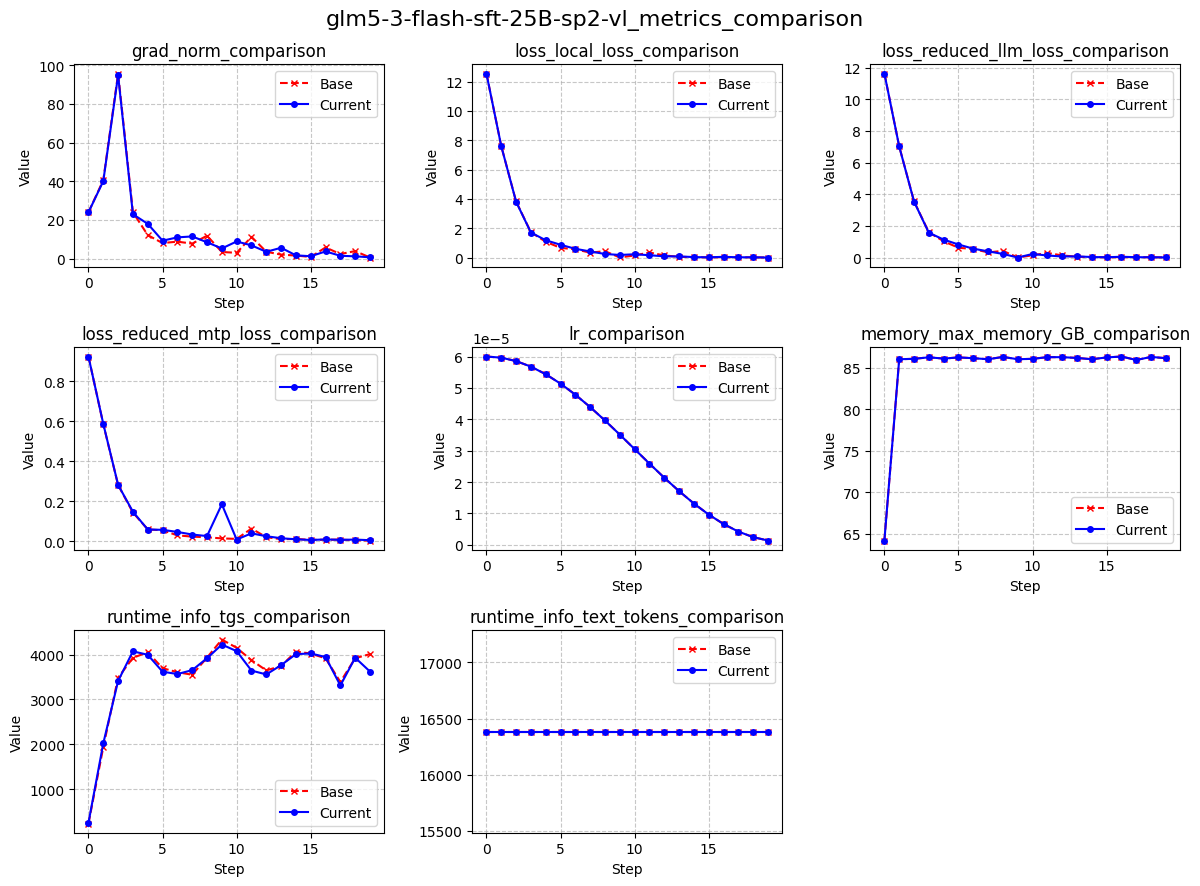 glm5-3-flash-sft-25B-sp2-vl_metrics_comparison
grad_norm_comparison
100
80
60
40
20
0
Value
0 5 10 15
Step
Base
Current
loss_local_loss_comparison
12
10
8
6
4
2
0
Value
0 5 10 15
Step
Base
Current
loss_reduced_llm_loss_comparison
12
10
8
6
4
2
0
Value
0 5 10 15
Step
Base
Current
loss_reduced_mtp_loss_comparison
0.8
0.6
0.4
0.2
0.0
Value
0 5 10 15
Step
Base
Current
lr_comparison
1e−5
6
5
4
3
2
1
0
Value
0 5 10 15
Step
Base
Current
memory_max_memory_GB_comparison
85
80
75
70
65
Value
0 5 10 15
Step
Base
Current
runtime_info_tgs_comparison
4000
3000
2000
1000
Value
0 5 10 15
Step
Base
Current
runtime_info_text_tokens_comparison
17000
16500
16000
15500
Value
0 5 10 15
Step
Base
Current